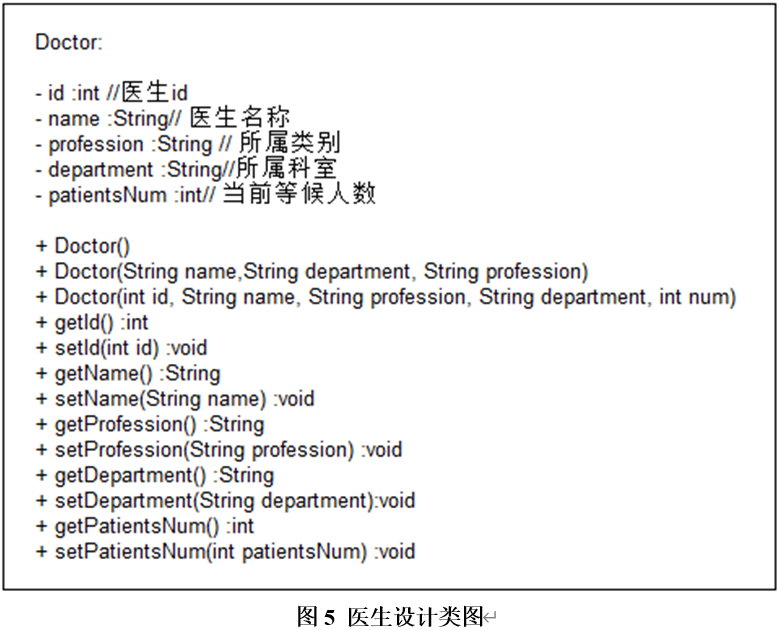 Doctor:
- id :int //医生id
- name :String// 医生名称
- profession :String // 所属类别
- department :String//所属科室
- patientsNum :int// 当前等候人数
+ Doctor()
+ Doctor(String name,String department, String profession)
+ Doctor(int id, String name, String profession, String department, int num)
+ getId() :int
+ setId(int id) :void
+ getName() :String
+ setName(String name) :void
+ getProfession() :String
+ setProfession(String profession) :void
+ getDepartment() :String
+ setDepartment(String department):void
+ getPatientsNum() :int
+ setPatientsNum(int patientsNum) :void
图 5 医生设计类图↵